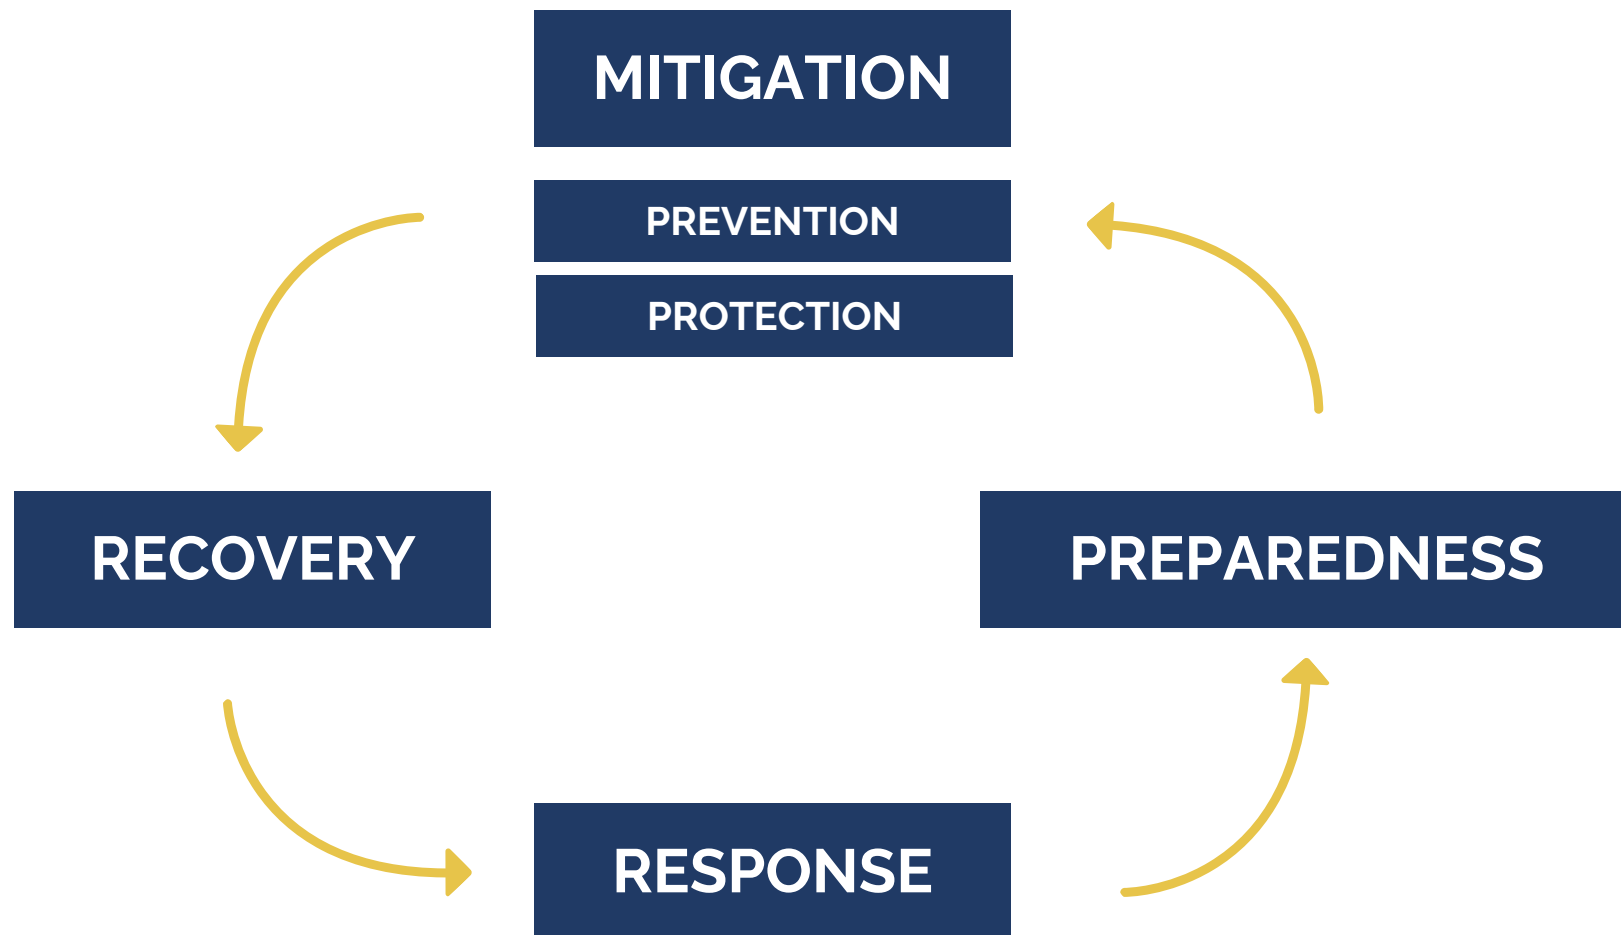 MITIGATION
PREVENTION
PROTECTION
RECOVERY
PREPAREDNESS
RESPONSE